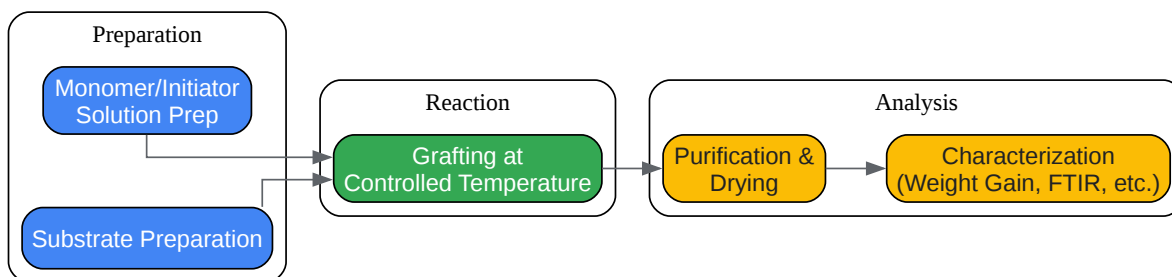 Preparation
Monomer/Initiator
Solution Prep
Substrate Preparation
Reaction
Grafting at
Controlled Temperature
Analysis
Purification &
Drying
Characterization
(Weight Gain, FTIR, etc.)